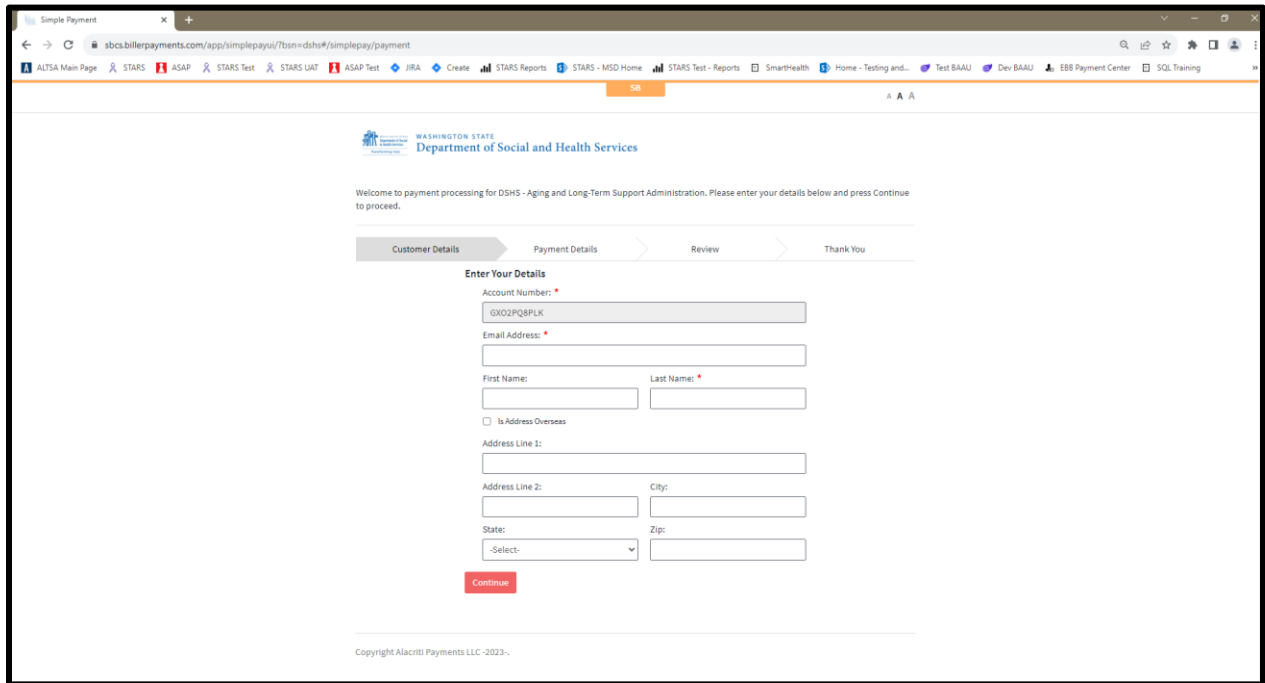 Simple Payment
sbcs.billerpayments.com/app/simplepayui/?bsn=dshs#/simplepay/payment
ALTSA Main Page STARS ASAP STARS Test STARS UAT ASAP Test JIRA Create STARS Reports STARS - MSD Home STARS Test - Reports SmartHealth Home - Testing and... Test BAAU Dev BAAU EBB Payment Center SQL Training »
SB
A A A
WASHINGTON STATE
Department of Social and Health Services
Welcome to payment processing for DSHS - Aging and Long-Term Support Administration. Please enter your details below and press Continue
to proceed.
Customer Details Payment Details Review Thank You
Enter Your Details
Account Number: *
GXO2PQ8PLK
Email Address: *
First Name: Last Name: *
Is Address Overseas
Address Line 1:
Address Line 2: City:
State: Zip:
-Select-
Continue
Copyright Alacriti Payments LLC -2023-.